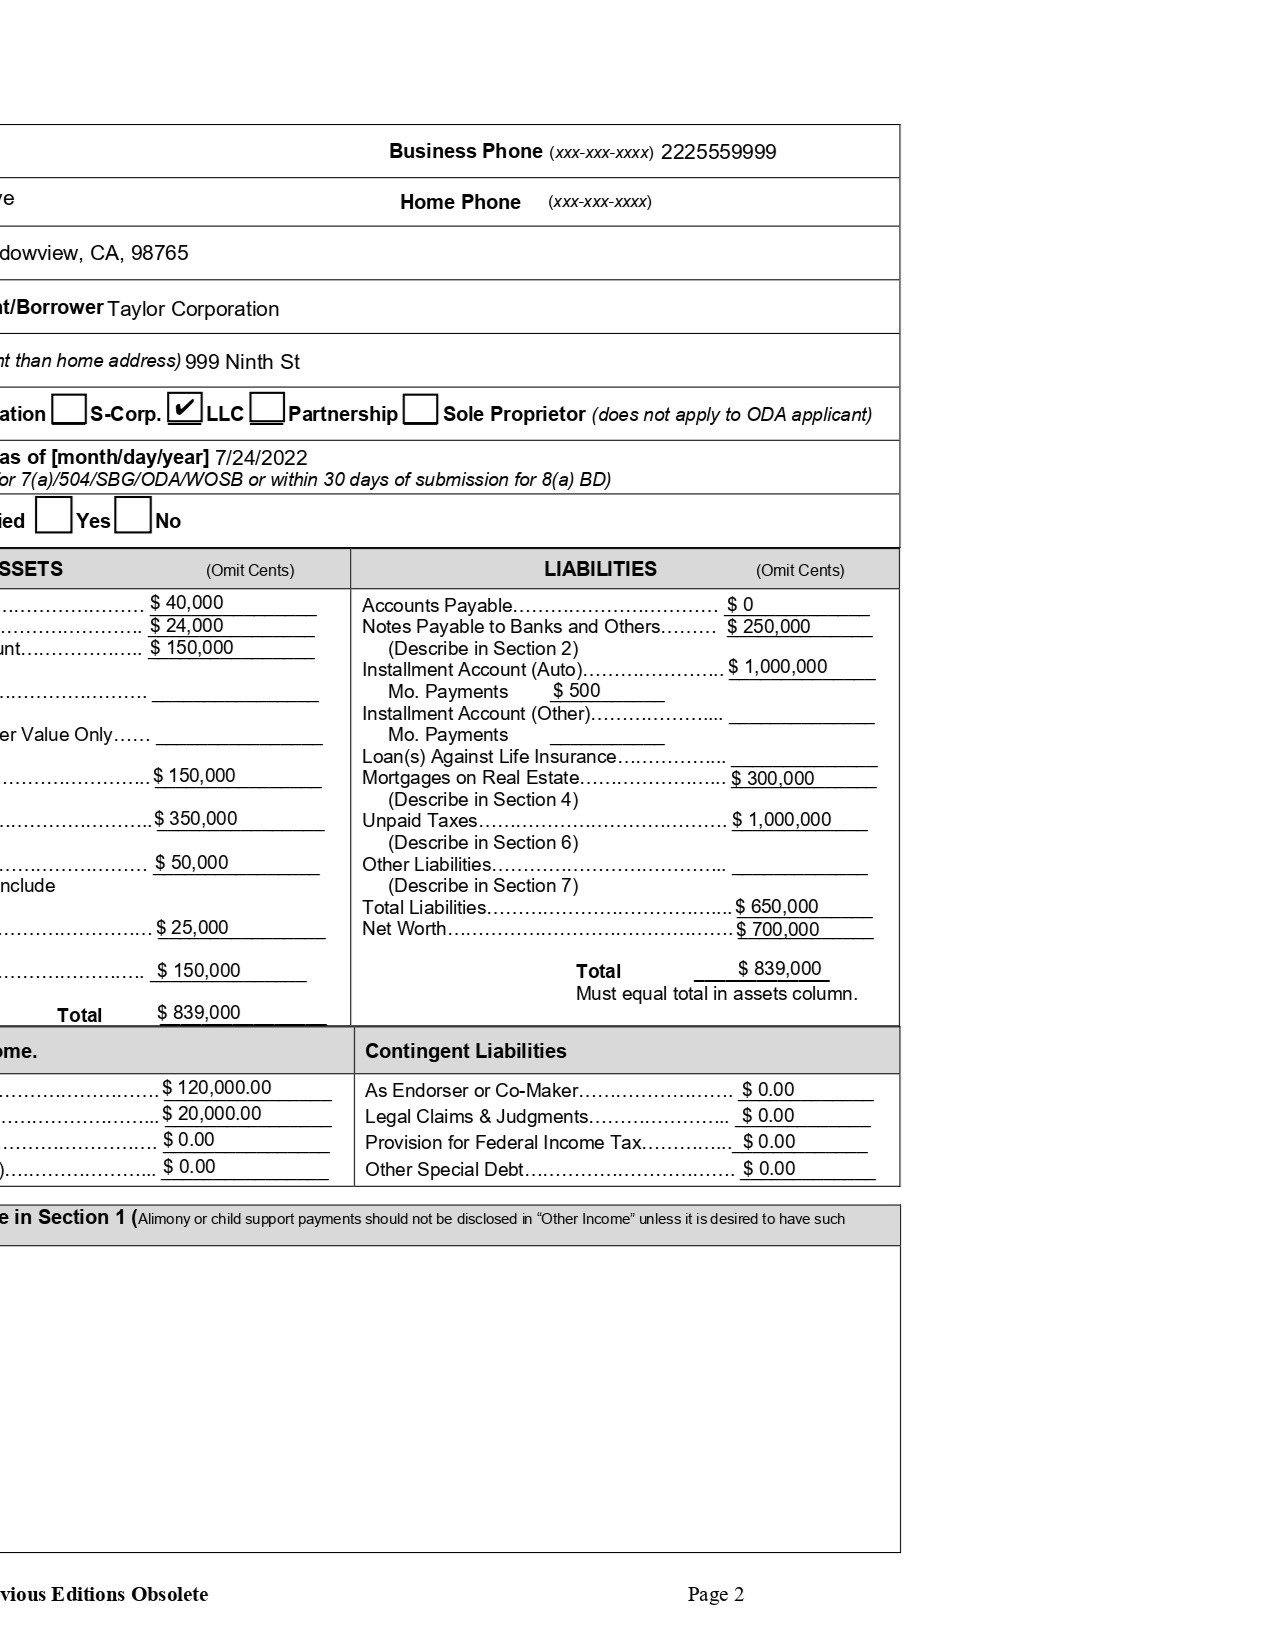 Business Phone (xxx-xxx-xxxx) 2225559999
ve Home Phone (xxx-xxx-xxxx)
dowview, CA, 98765
nt/Borrower Taylor Corporation
nt than home address) 999 Ninth St
ation S-Corp. ✔ LLC Partnership Sole Proprietor (does not apply to ODA applicant)
as of [month/day/year] 7/24/2022
for 7(a)/504/SBG/ODA/WOSB or within 30 days of submission for 8(a) BD)
ied Yes No
SSETS (Omit Cents) LIABILITIES (Omit Cents)
$ 40,000
$ 24,000
unt $ 150,000
er Value Only
$ 150,000
$ 350,000
$ 50,000
nclude
$ 25,000
$ 150,000
Total $ 839,000
Accounts Payable $ 0
Notes Payable to Banks and Others $ 250,000
(Describe in Section 2)
Installment Account (Auto) $ 1,000,000
Mo. Payments $ 500
Installment Account (Other)
Mo. Payments
Loan(s) Against Life Insurance
Mortgages on Real Estate $ 300,000
(Describe in Section 4)
Unpaid Taxes $ 1,000,000
(Describe in Section 6)
Other Liabilities
(Describe in Section 7)
Total Liabilities $ 650,000
Net Worth $ 700,000
Total $ 839,000
Must equal total in assets column.
ome. Contingent Liabilities
$ 120,000.00 As Endorser or Co-Maker $ 0.00
$ 20,000.00 Legal Claims & Judgments $ 0.00
$ 0.00 Provision for Federal Income Tax $ 0.00
) $ 0.00 Other Special Debt $ 0.00
e in Section 1 (Alimony or child support payments should not be disclosed in “Other Income” unless it is desired to have such
vious Editions Obsolete Page 2